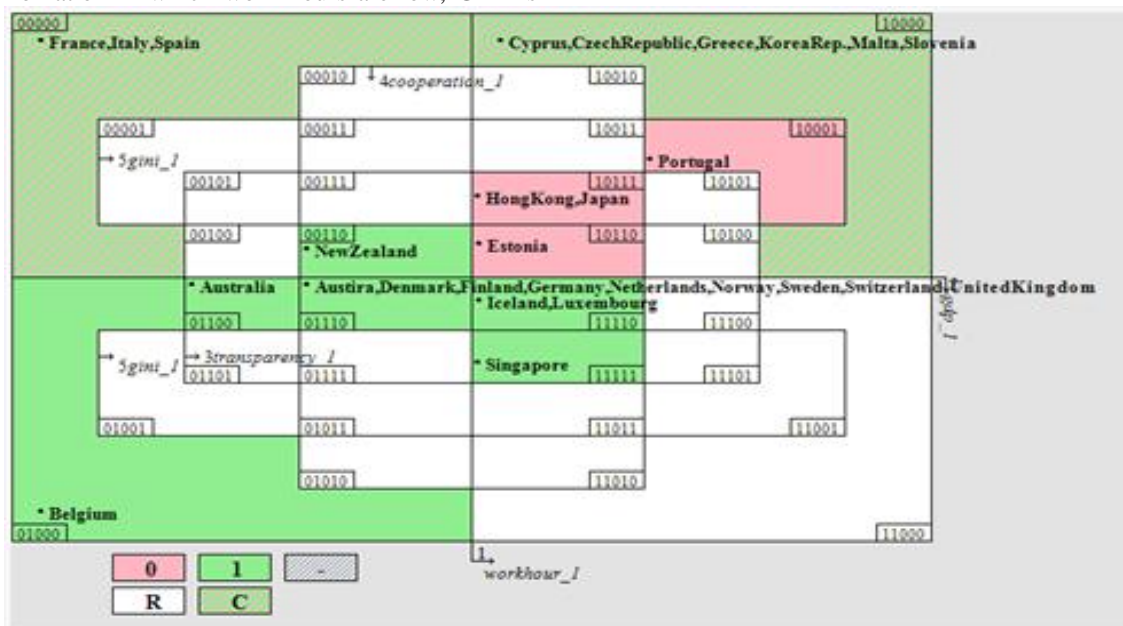 00000
10000
• France,Italy,Spain
• Cyprus,CzechRepublic,Greece,KoreaRep.,Malta,Slovenia
00010
4cooperation_1
10010
00001
00011
10011
10001
5gini_1
• Portugal
00101
00111
10111
10101
• HongKong,Japan
00100
00110
10110
10100
• NewZealand
• Estonia
• Australia
• Austira,Denmark,Finland,Germany,Netherlands,Norway,Sweden,Switzerland,UnitedKingdom
• Iceland,Luxembourg
01100
01110
11110
11100
5gini_1
3transparency_1
• Singapore
01101
01111
11111
11101
01001
01011
11011
11001
01010
11010
• Belgium
01000
11000
1
workhour_1
0
1
-
R
C